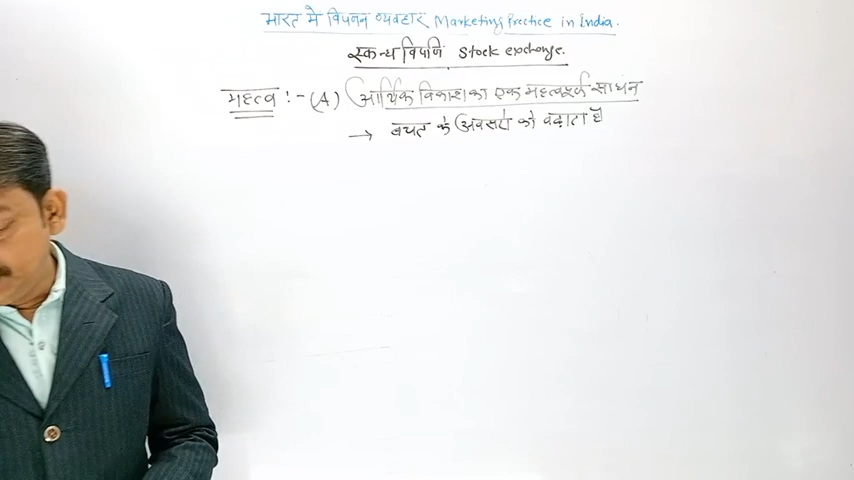 भारत में विपणन व्यवहार Marketing Prectice in India.
स्कन्य विपणि Stock exchange.
महत्व :- (A) आर्थिक विकास का एक महत्वपूर्ण साधन
→ बचत के अवसरों को बढ़ाता है